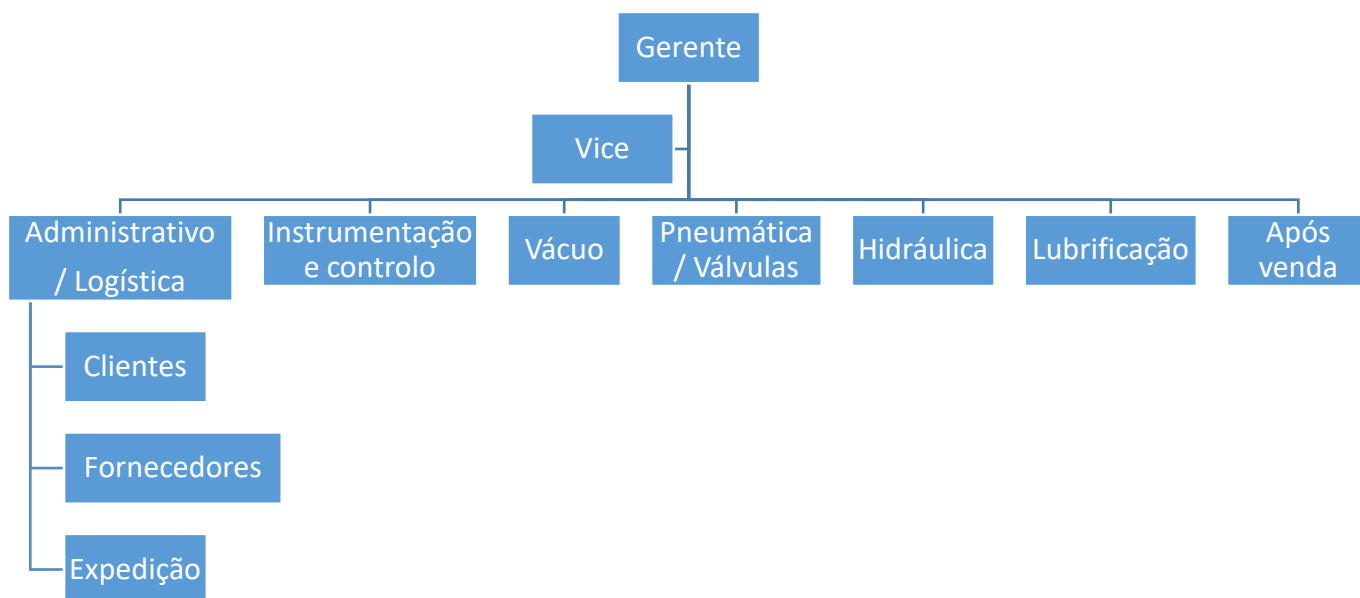 Gerente
Vice
Administrativo
/ Logística
Instrumentação
e controlo
Vácuo
Pneumática
/ Válvulas
Hidráulica
Lubrificação
Após
venda
Clientes
Fornecedores
Expedição